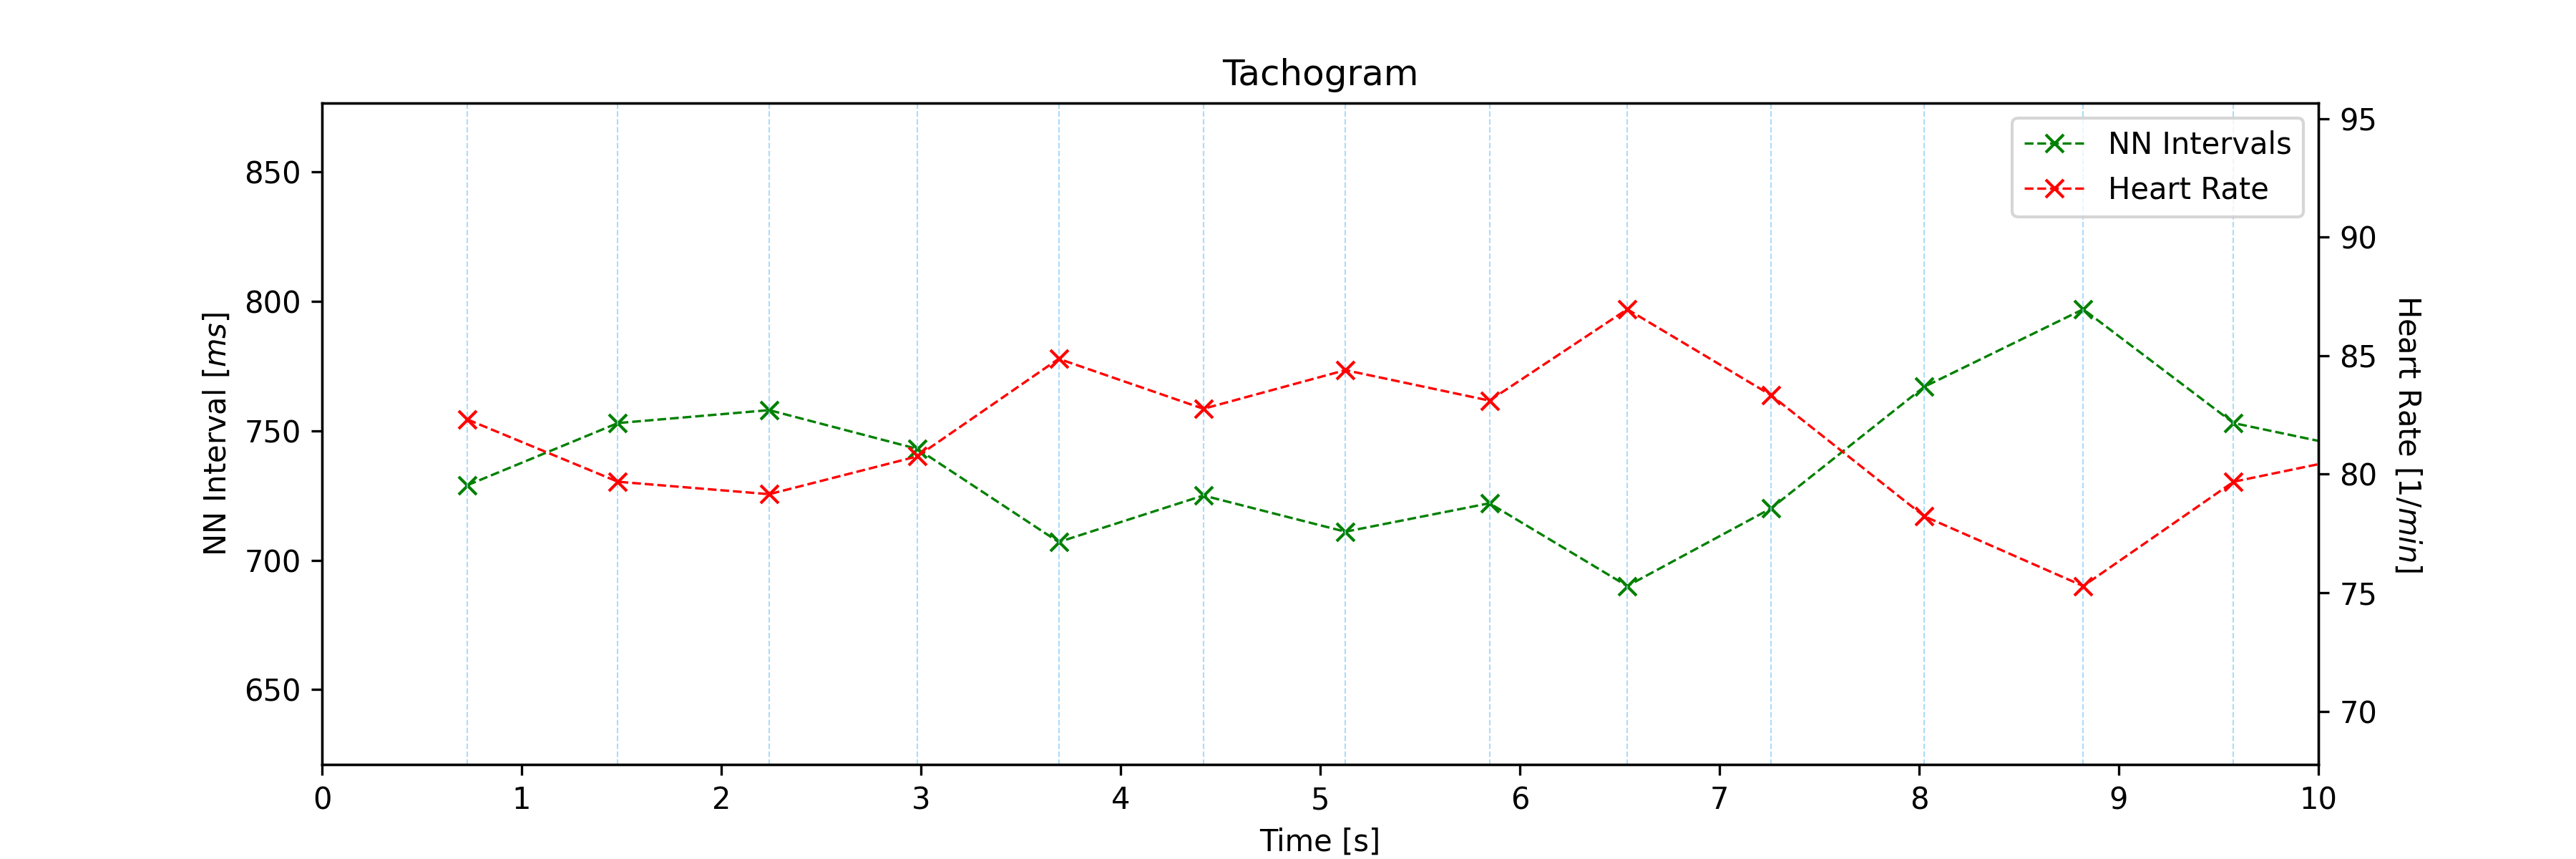 Tachogram
NN Intervals
Heart Rate
850
800
750
700
650
NN Interval [ms]
95
90
85
80
75
70
Heart Rate [1/min]
0 1 2 3 4 5 6 7 8 9 10
Time [s]